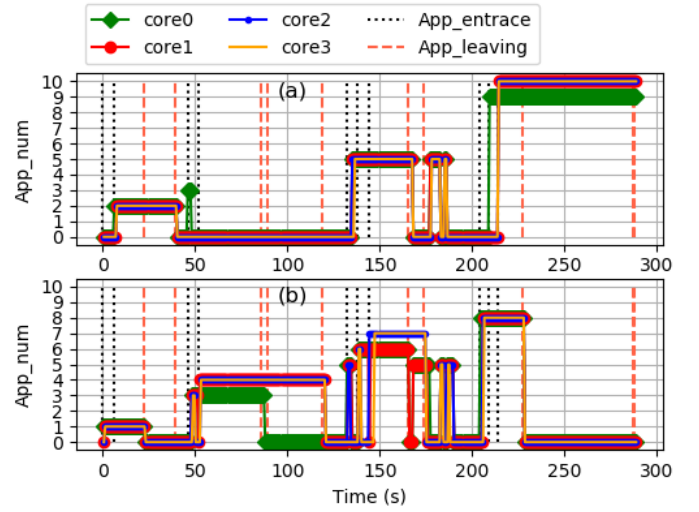 core0 core2 App_entrace
core1 core3 App_leaving
(a)
App_num
10
9
8
7
6
5
4
3
2
1
0
0 50 100 150 200 250 300
(b)
App_num
10
9
8
7
6
5
4
3
2
1
0
0 50 100 150 200 250 300
Time (s)